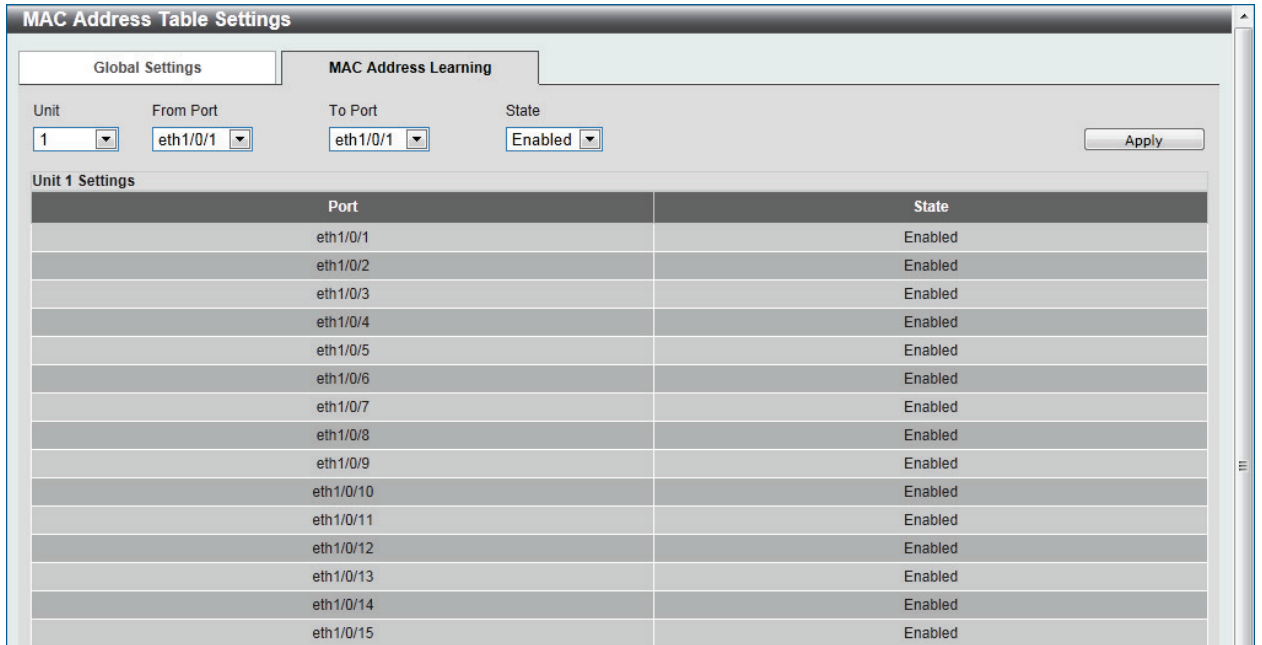 MAC Address Table Settings
Global Settings MAC Address Learning
Unit From Port To Port State
1 eth1/0/1 eth1/0/1 Enabled Apply
Unit 1 Settings
Port State
eth1/0/1 Enabled
eth1/0/2 Enabled
eth1/0/3 Enabled
eth1/0/4 Enabled
eth1/0/5 Enabled
eth1/0/6 Enabled
eth1/0/7 Enabled
eth1/0/8 Enabled
eth1/0/9 Enabled
eth1/0/10 Enabled
eth1/0/11 Enabled
eth1/0/12 Enabled
eth1/0/13 Enabled
eth1/0/14 Enabled
eth1/0/15 Enabled